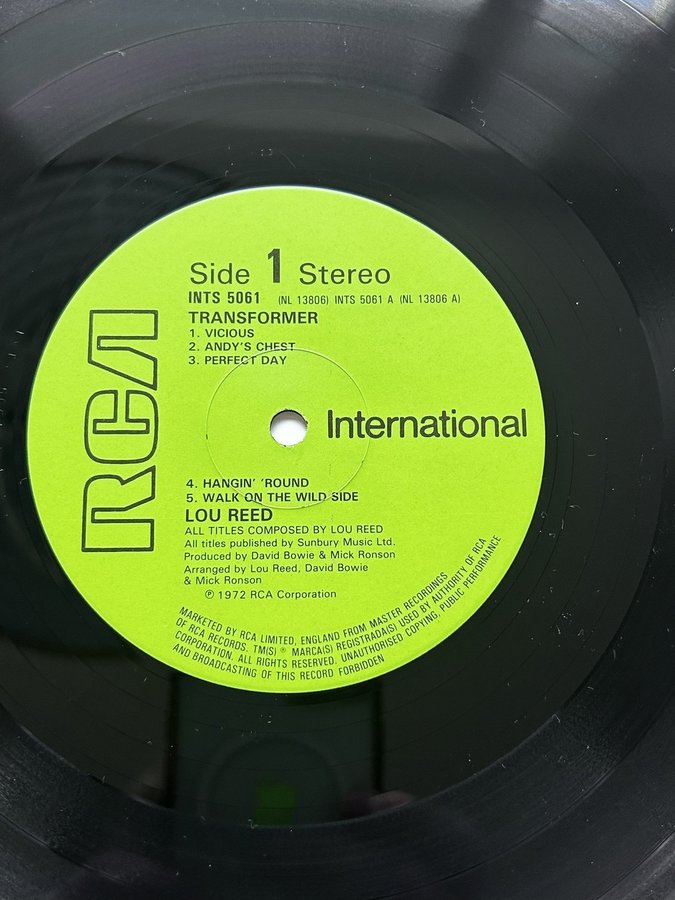 RCA
Side 1 Stereo
INTS 5061 (NL 13806) INTS 5061 A (NL 13806 A)
TRANSFORMER
1. VICIOUS
2. ANDY'S CHEST
3. PERFECT DAY
International
4. HANGIN' 'ROUND
5. WALK ON THE WILD SIDE
LOU REED
ALL TITLES COMPOSED BY LOU REED
All titles published by Sunbury Music Ltd.
Produced by David Bowie & Mick Ronson
Arranged by Lou Reed, David Bowie
& Mick Ronson
℗ 1972 RCA Corporation
MARKETED BY RCA LIMITED, ENGLAND FROM MASTER RECORDINGS
OF RCA RECORDS. TM(S) ® MARCA(S) REGISTRADA(S) USED BY AUTHORITY OF RCA
CORPORATION. ALL RIGHTS RESERVED. UNAUTHORISED COPYING, PUBLIC PERFORMANCE
AND BROADCASTING OF THIS RECORD FORBIDDEN